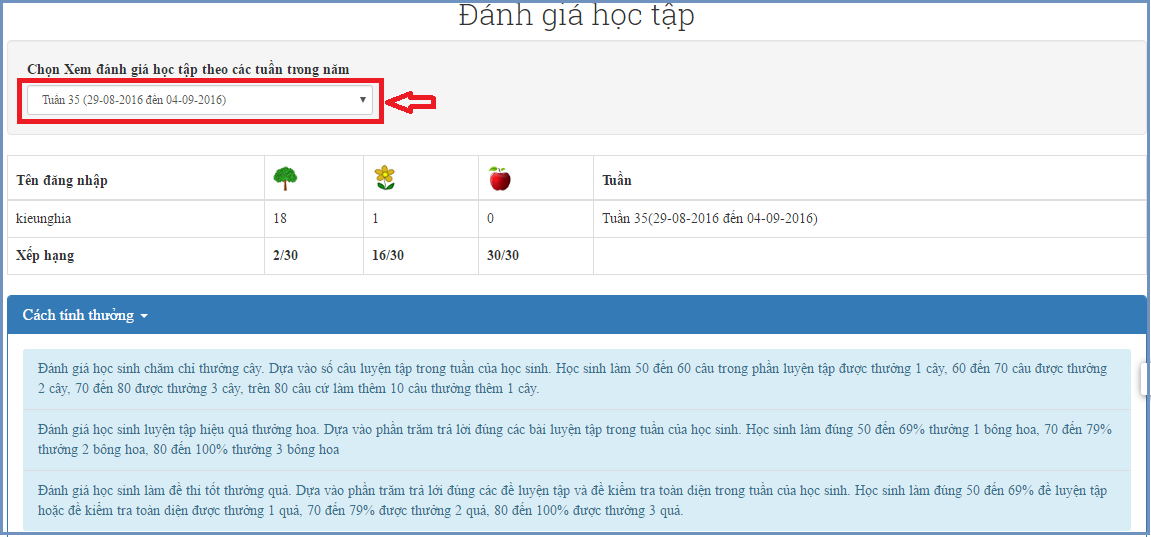 Đánh giá học tập
Chọn Xem đánh giá học tập theo các tuần trong năm
Tuần 35 (29-08-2016 đến 04-09-2016)
Tên đăng nhập Tuần
kieunghia 18 1 0 Tuần 35(29-08-2016 đến 04-09-2016)
Xếp hạng 2/30 16/30 30/30
Cách tính thưởng
Đánh giá học sinh chăm chỉ thưởng cây. Dựa vào số câu luyện tập trong tuần của học sinh. Học sinh làm 50 đến 60 câu trong phần luyện tập được thưởng 1 cây, 60 đến 70 câu được thưởng
2 cây, 70 đến 80 được thưởng 3 cây, trên 80 câu cứ làm thêm 10 câu thưởng thêm 1 cây.
Đánh giá học sinh luyện tập hiệu quả thưởng hoa. Dựa vào phần trăm trả lời đúng các bài luyện tập trong tuần của học sinh. Học sinh làm đúng 50 đến 69% thưởng 1 bông hoa, 70 đến 79%
thưởng 2 bông hoa, 80 đến 100% thưởng 3 bông hoa
Đánh giá học sinh làm đề thi tốt thưởng quả. Dựa vào phần trăm trả lời đúng các đề luyện tập và đề kiểm tra toàn diện trong tuần của học sinh. Học sinh làm đúng 50 đến 69% đề luyện tập
hoặc đề kiểm tra toàn diện được thưởng 1 quả, 70 đến 79% được thưởng 2 quả, 80 đến 100% được thưởng 3 quả.